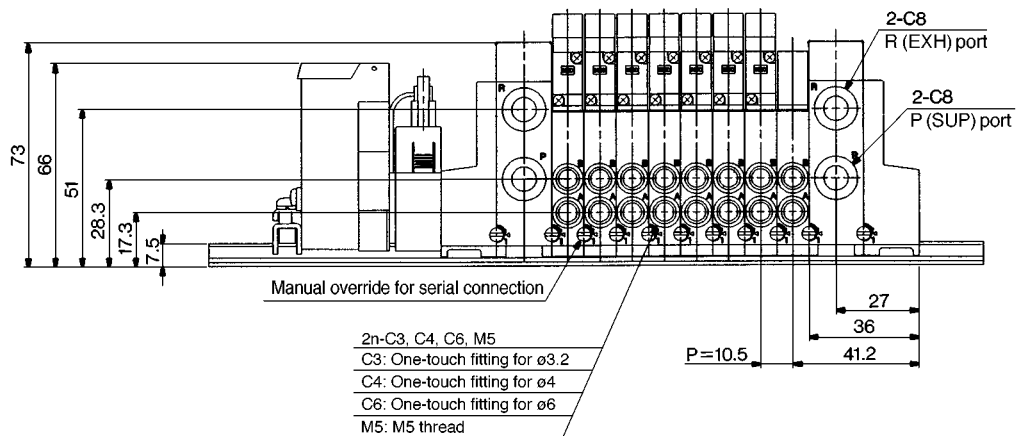 2-C8
R (EXH) port
2-C8
P (SUP) port
R
R
P
73
66
51
28.3
17.3
7.5
B B B B B B B B
A A A A A A A A
Manual override for serial connection
27
36
P=10.5
41.2
2n-C3, C4, C6, M5
C3: One-touch fitting for ø3.2
C4: One-touch fitting for ø4
C6: One-touch fitting for ø6
M5: M5 thread